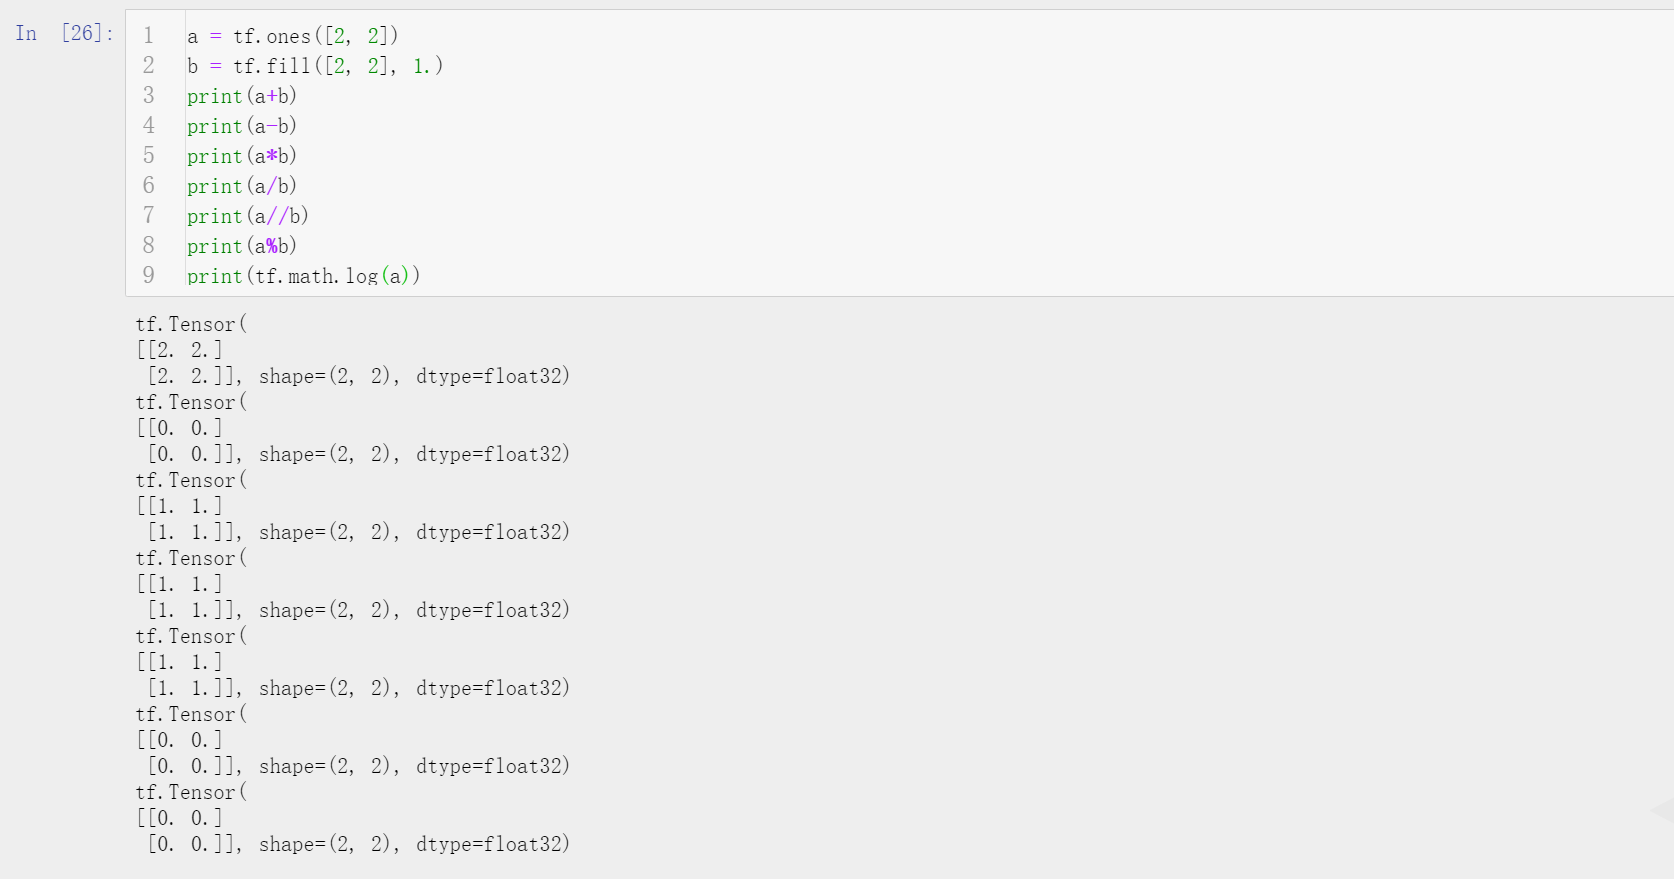 In [26]:
1 a = tf.ones([2, 2])
2 b = tf.fill([2, 2], 1.)
3 print(a+b)
4 print(a-b)
5 print(a*b)
6 print(a/b)
7 print(a//b)
8 print(a%b)
9 print(tf.math.log(a))
tf.Tensor(
[[2. 2.]
 [2. 2.]], shape=(2, 2), dtype=float32)
tf.Tensor(
[[0. 0.]
 [0. 0.]], shape=(2, 2), dtype=float32)
tf.Tensor(
[[1. 1.]
 [1. 1.]], shape=(2, 2), dtype=float32)
tf.Tensor(
[[1. 1.]
 [1. 1.]], shape=(2, 2), dtype=float32)
tf.Tensor(
[[1. 1.]
 [1. 1.]], shape=(2, 2), dtype=float32)
tf.Tensor(
[[0. 0.]
 [0. 0.]], shape=(2, 2), dtype=float32)
tf.Tensor(
[[0. 0.]
 [0. 0.]], shape=(2, 2), dtype=float32)